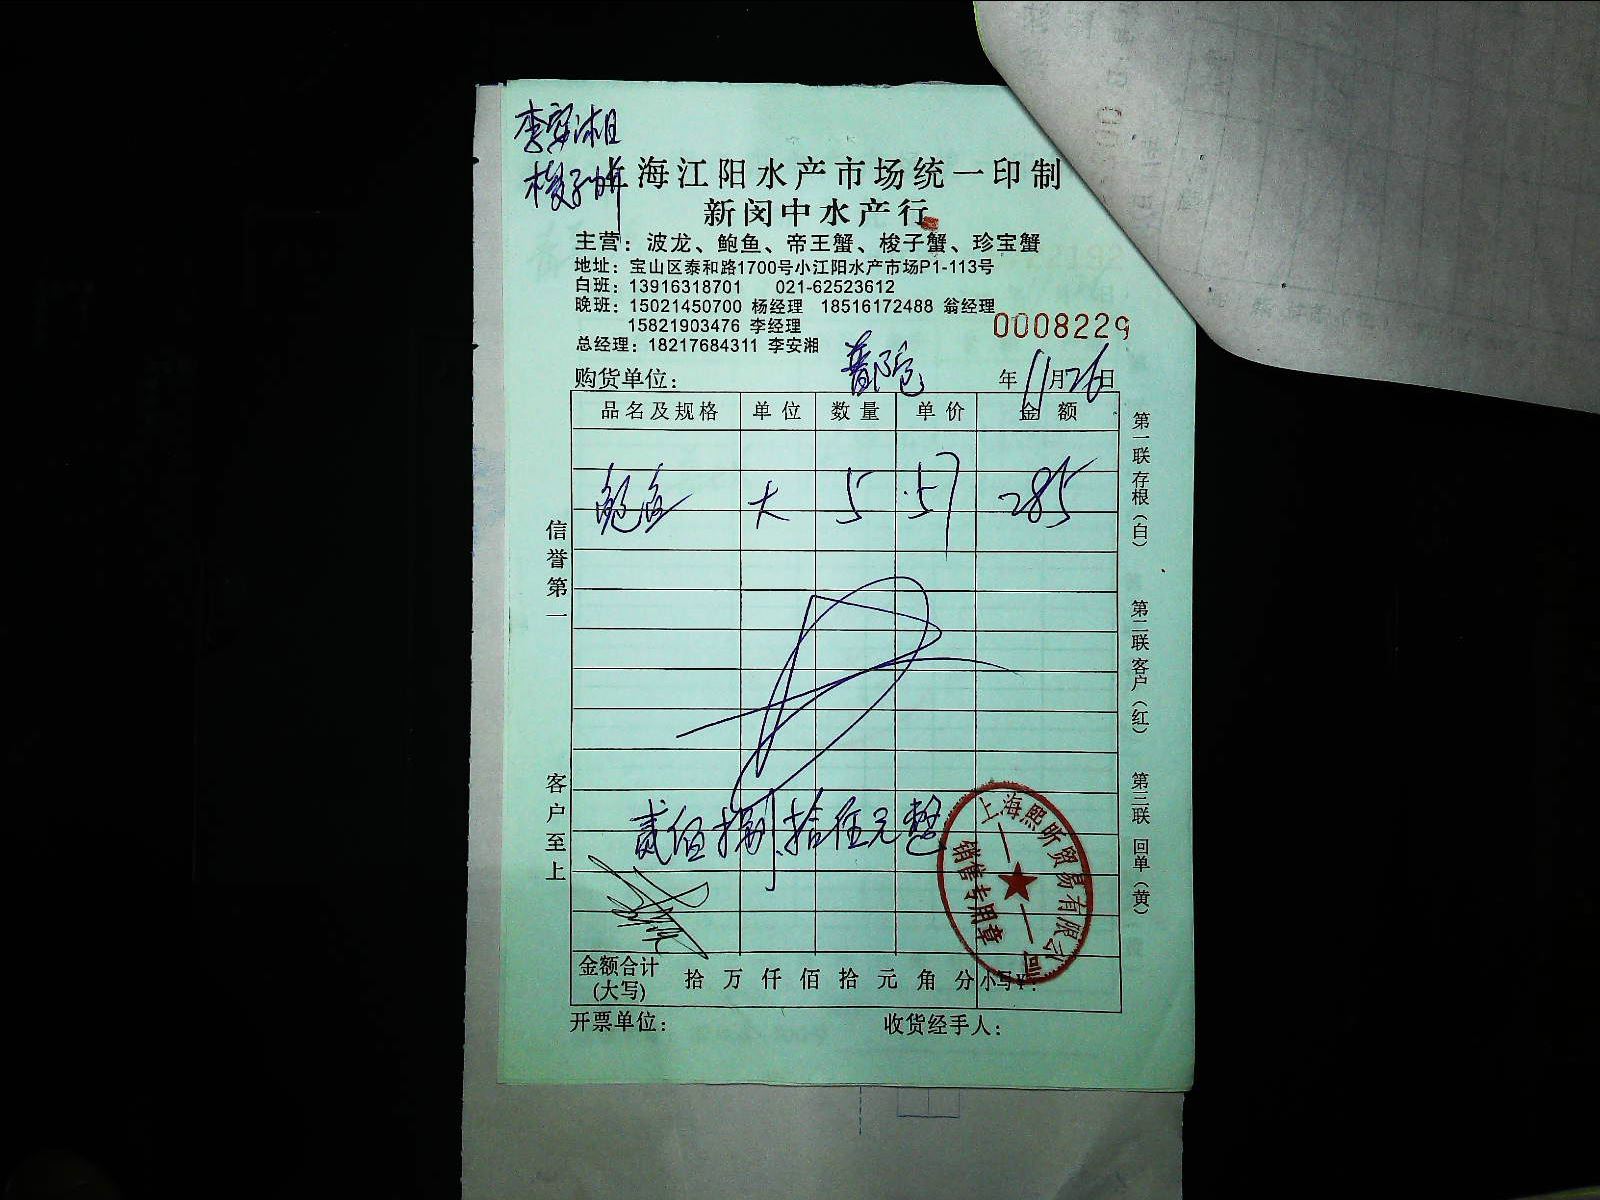 李安湘
梭子蟹
上海江阳水产市场统一印制
新闵中水产行
主营：波龙、鲍鱼、帝王蟹、梭子蟹、珍宝蟹
地址：宝山区泰和路1700号小江阳水产市场P1-113号
白班：13916318701 021-62523612
晚班：15021450700 杨经理 18516172488 翁经理
15821903476 李经理
总经理：18217684311 李安湘
0008229
购货单位： 年 11月26日
品名及规格 单位 数量 单价 金额
鲍鱼 大 5 57 285
贰佰捌拾伍元整
金额合计(大写) 拾 万 仟 佰 拾 元 角 分 小写¥：
开票单位： 收货经手人：
信誉第一
客户至上
第一联 存根（白）
第二联 客户（红）
第三联 回单（黄）
上海熙昕贸易有限公司
销售专用章